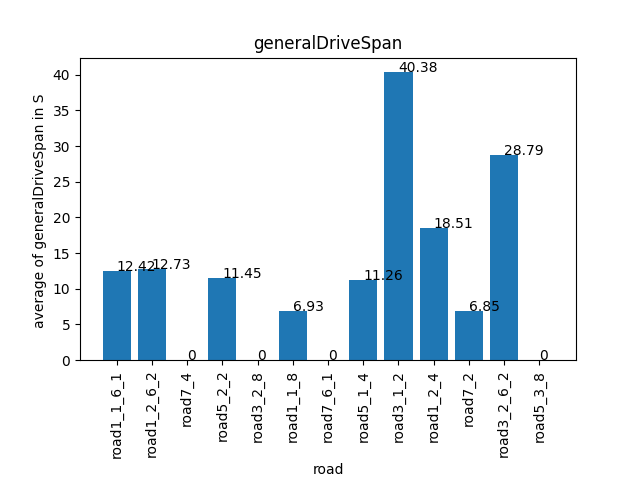 generalDriveSpan
average of generalDriveSpan in S
40
35
30
25
20
15
10
5
0
12.42
12.73
0
11.45
0
6.93
0
11.26
40.38
18.51
6.85
28.79
0
road1_1_6_1
road1_2_6_2
road7_4
road5_2_2
road3_2_8
road1_1_8
road7_6_1
road5_1_4
road3_1_2
road1_2_4
road7_2
road3_2_6_2
road5_3_8
road